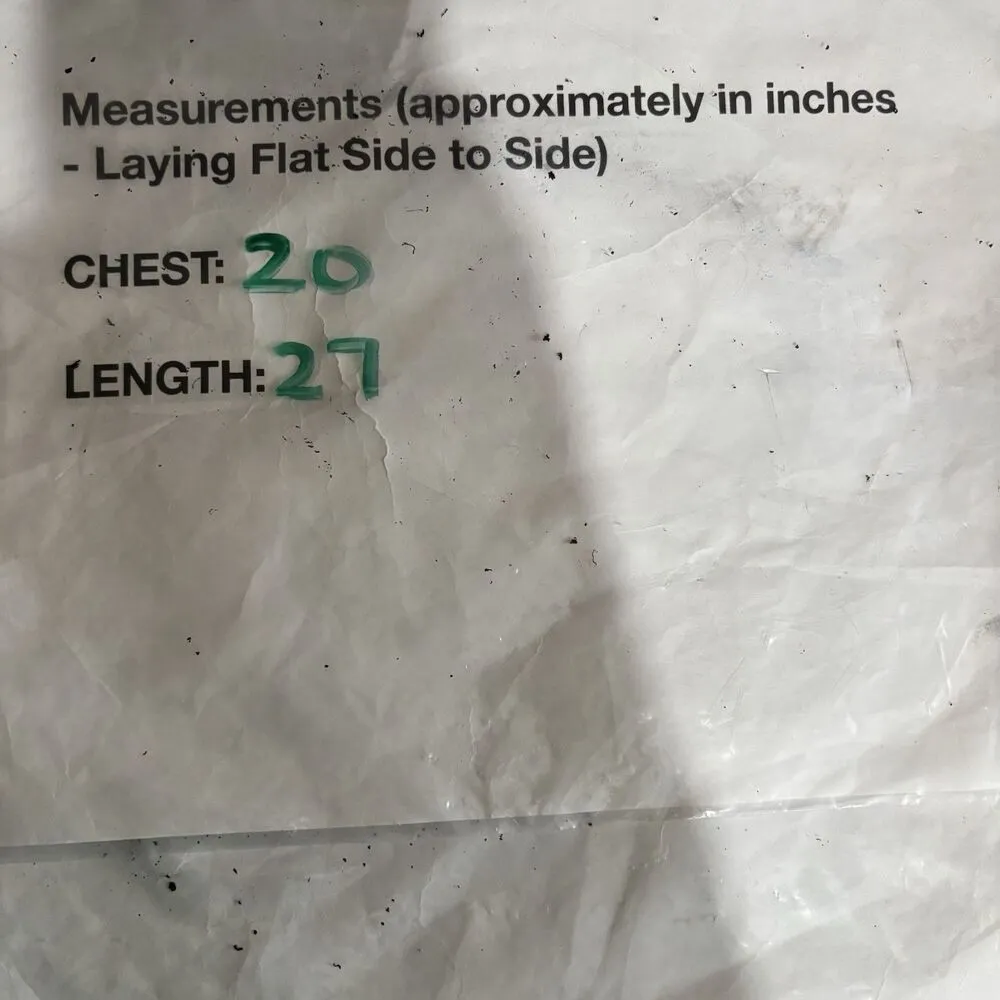 Measurements (approximately in inches
- Laying Flat Side to Side)
CHEST: 20
LENGTH: 27